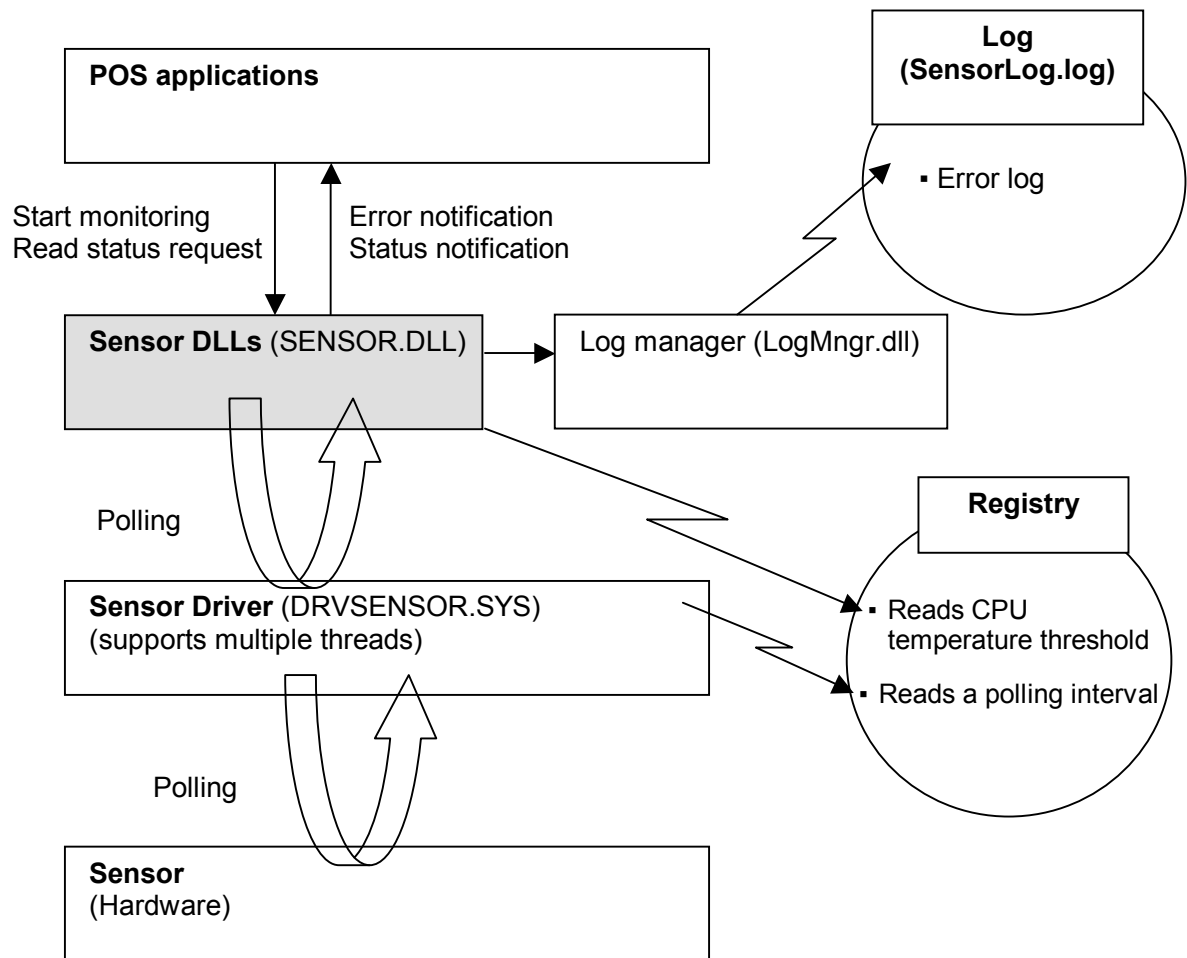 POS applications
Log
(SensorLog.log)
▪ Error log
Start monitoring
Read status request
Error notification
Status notification
Sensor DLLs (SENSOR.DLL)
Log manager (LogMngr.dll)
Polling
Registry
Sensor Driver (DRVSENSOR.SYS)
(supports multiple threads)
▪ Reads CPU
temperature threshold
▪ Reads a polling interval
Polling
Sensor
(Hardware)